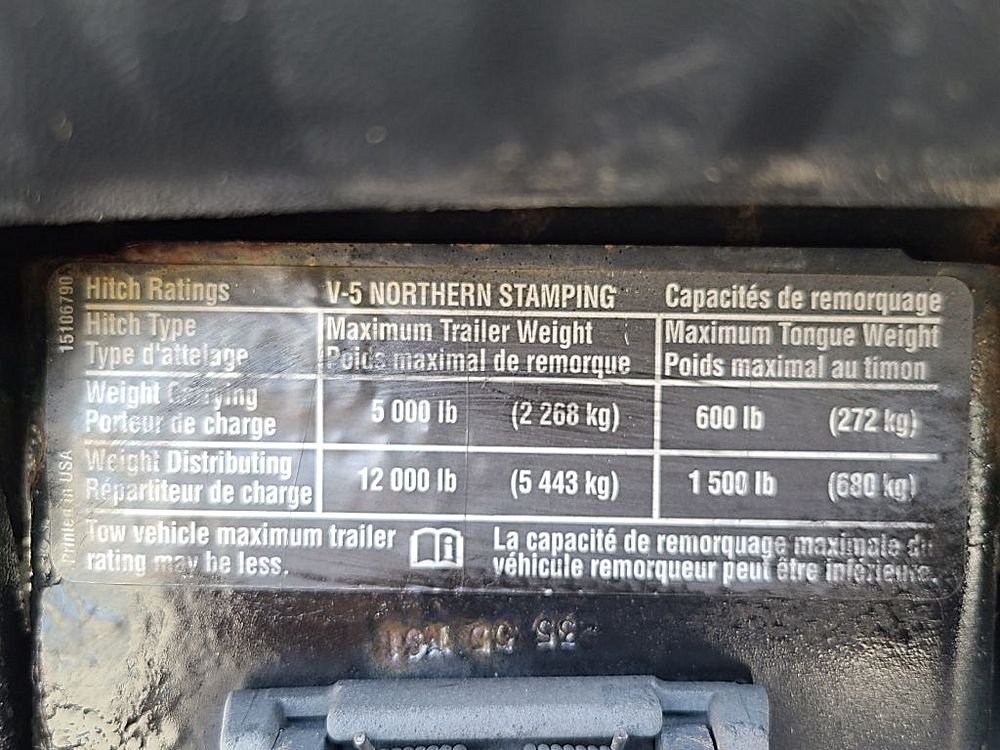 Hitch Ratings V-5 NORTHERN STAMPING Capacités de remorquage
Hitch Type Maximum Trailer Weight Maximum Tongue Weight
Type d'attelage Poids maximal de remorque Poids maximal au timon
Weight Carrying
Porteur de charge 5 000 lb (2 268 kg) 600 lb (272 kg)
Weight Distributing
Répartiteur de charge 12 000 lb (5 443 kg) 1 500 lb (680 kg)
Tow vehicle maximum trailer
rating may be less.
La capacité de remorquage maximale du
véhicule remorqueur peut être inférieure.
15106790
Printed in USA